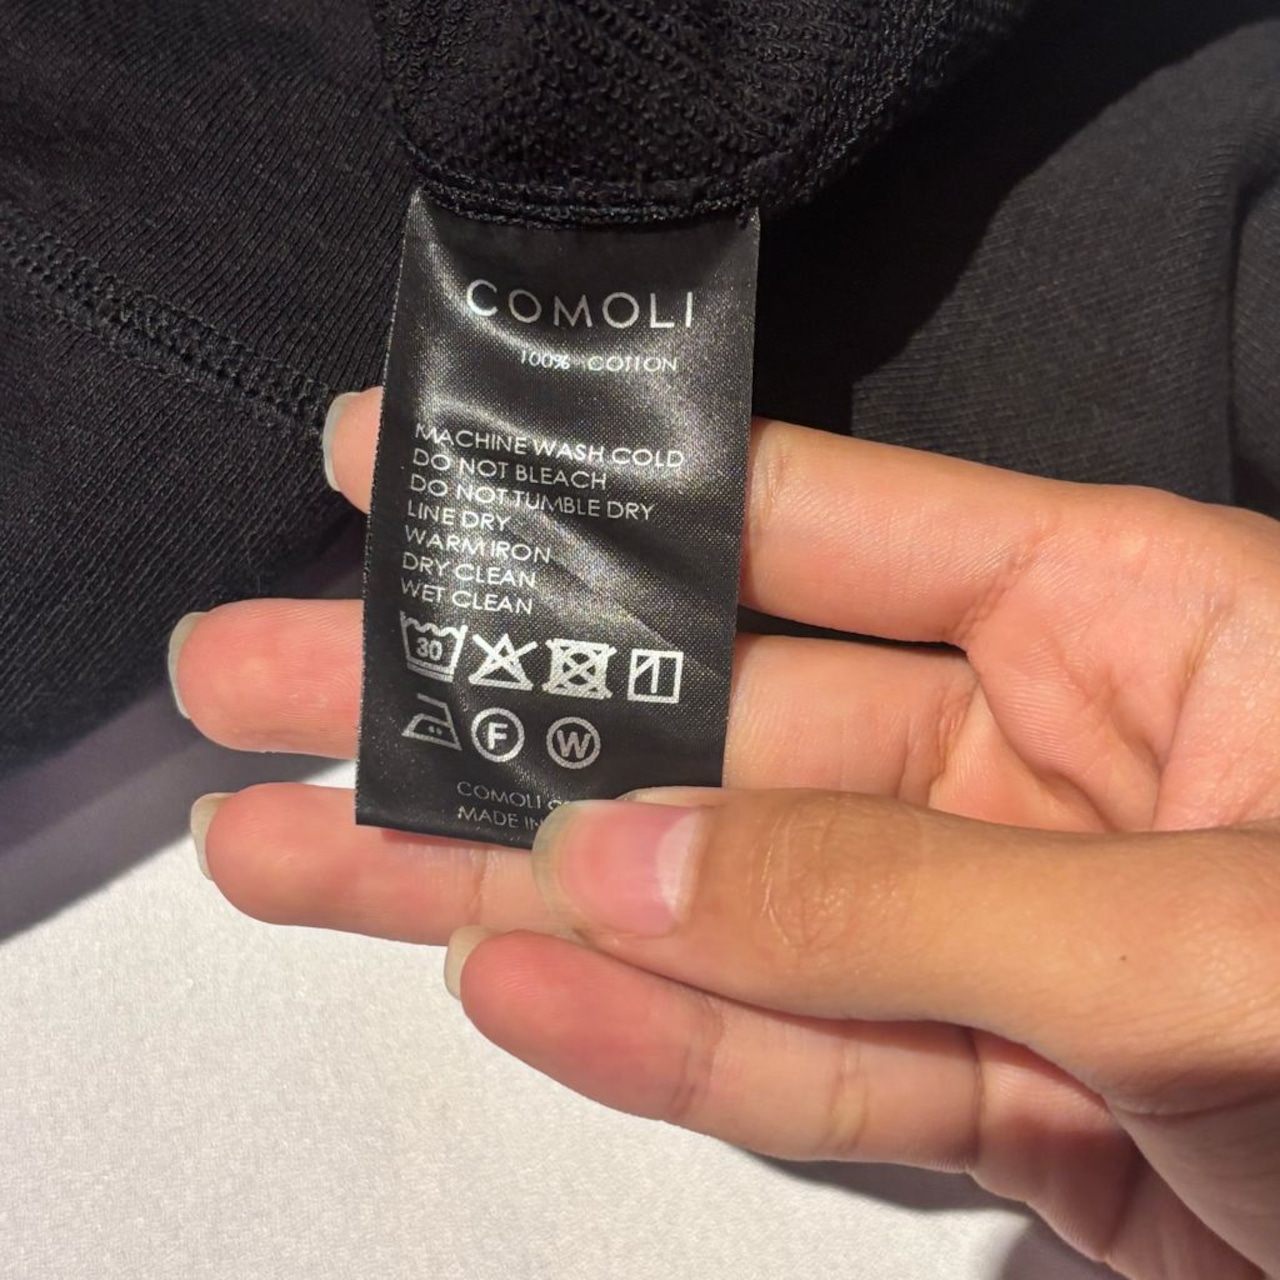 COMOLI
100% COTTON
MACHINE WASH COLD
DO NOT BLEACH
DO NOT TUMBLE DRY
LINE DRY
WARM IRON
DRY CLEAN
WET CLEAN
30
F W
COMOLI
MADE IN